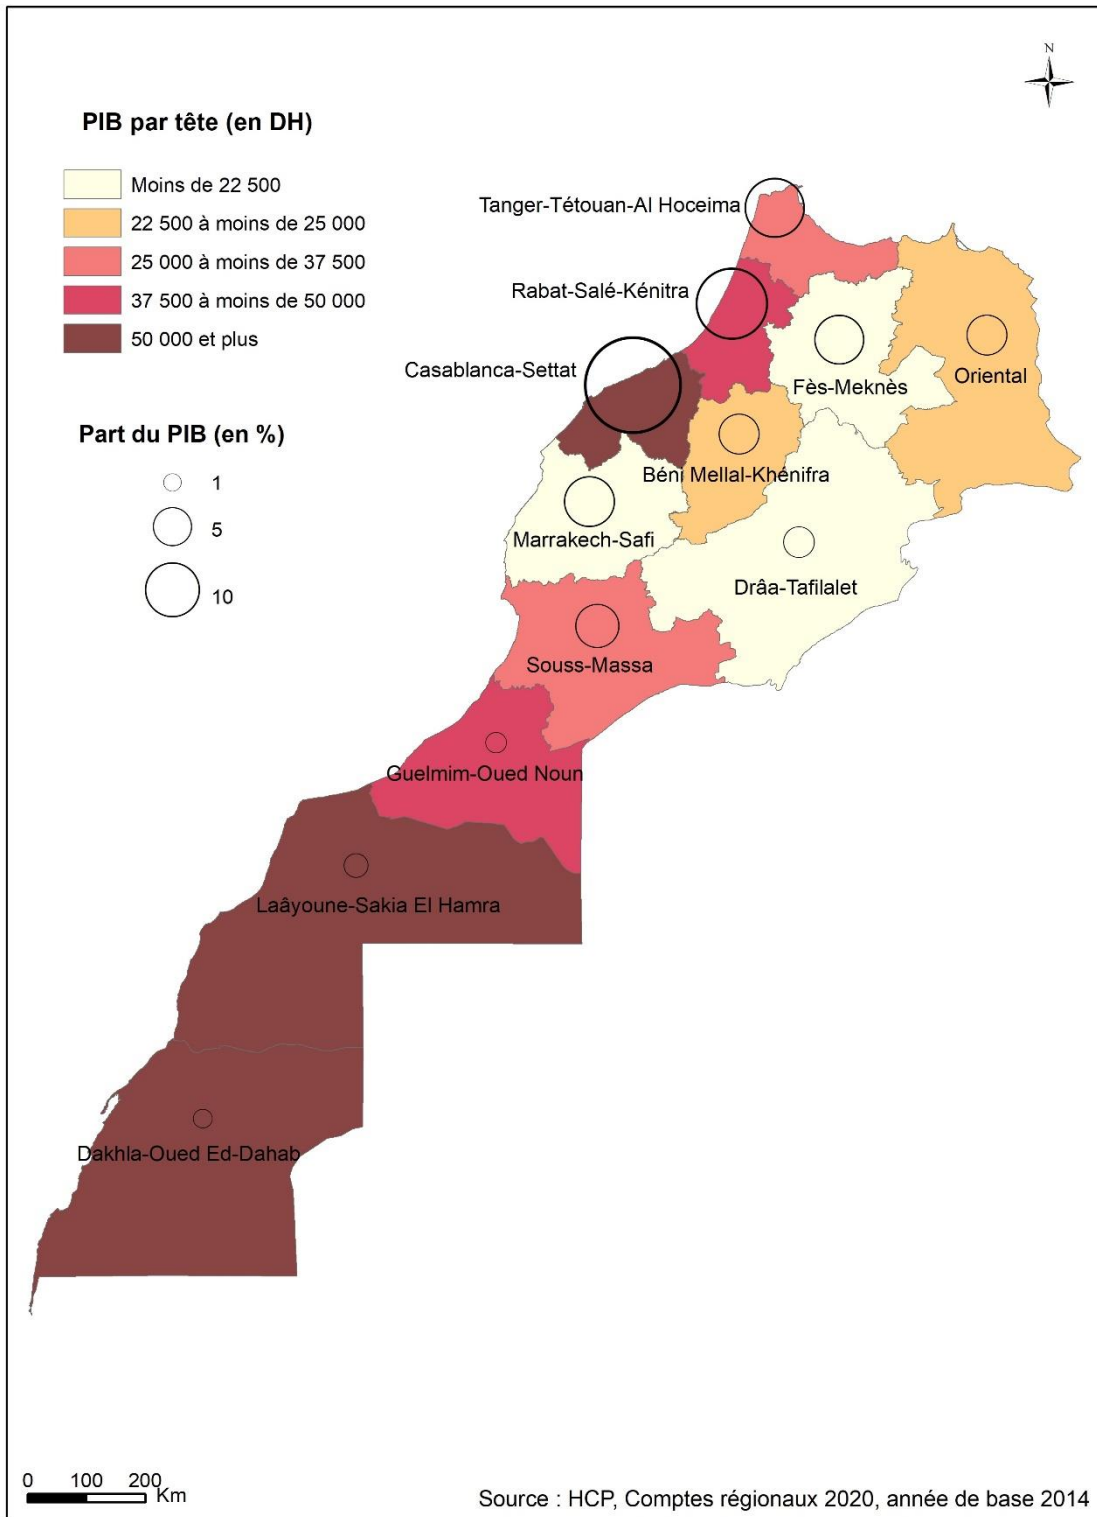 N
PIB par tête (en DH)
Moins de 22 500
22 500 à moins de 25 000
25 000 à moins de 37 500
37 500 à moins de 50 000
50 000 et plus
Part du PIB (en %)
1
5
10
Tanger-Tétouan-Al Hoceima
Rabat-Salé-Kénitra
Casablanca-Settat
Fès-Meknès
Oriental
Béni Mellal-Khénifra
Marrakech-Safi
Drâa-Tafilalet
Souss-Massa
Guelmim-Oued Noun
Laâyoune-Sakia El Hamra
Dakhla-Oued Ed-Dahab
0 100 200
Km
Source : HCP, Comptes régionaux 2020, année de base 2014